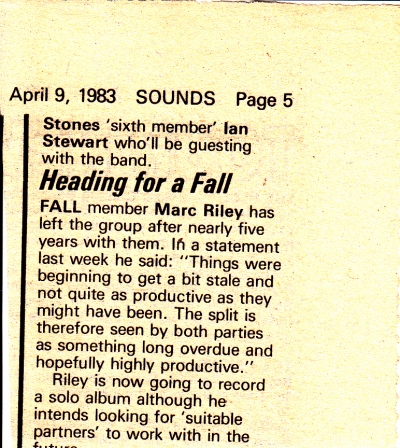 April 9, 1983 SOUNDS Page 5
Stones 'sixth member' Ian
Stewart who'll be guesting
with the band.
Heading for a Fall
FALL member Marc Riley has
left the group after nearly five
years with them. In a statement
last week he said: "Things were
beginning to get a bit stale and
not quite as productive as they
might have been. The split is
therefore seen by both parties
as something long overdue and
hopefully highly productive."
Riley is now going to record
a solo album although he
intends looking for 'suitable
partners' to work with in the
future